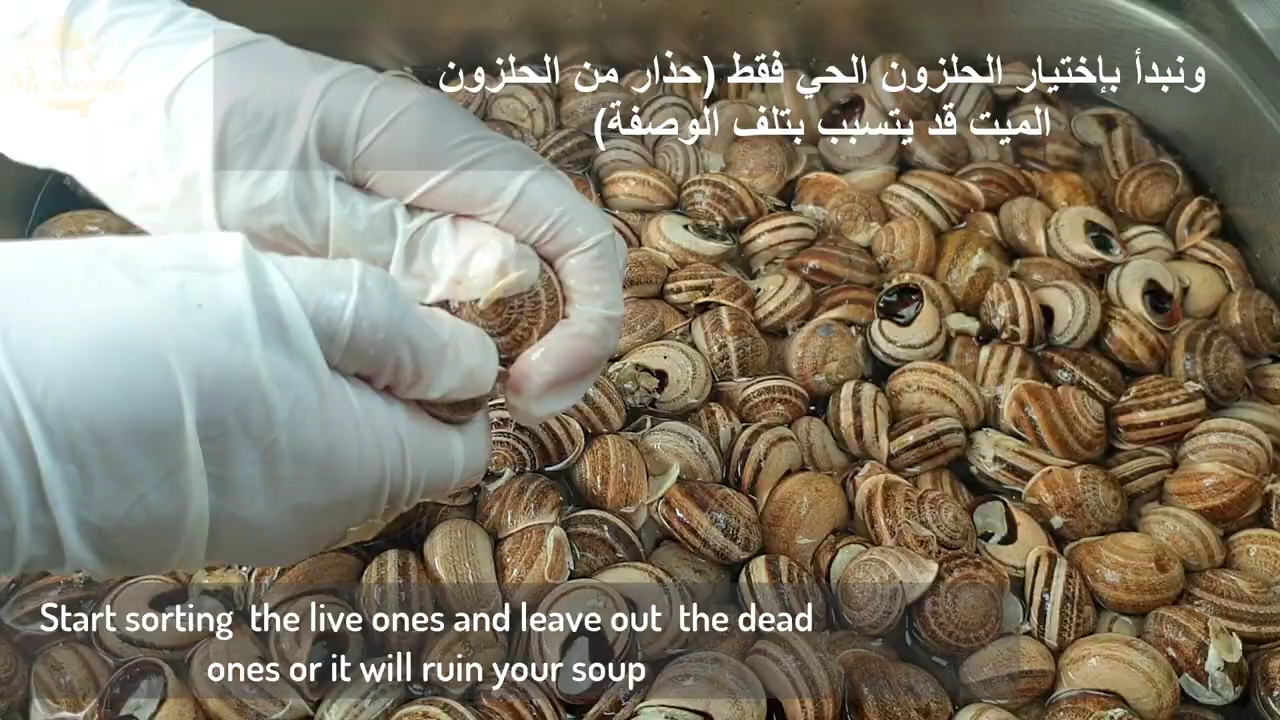 ونبدأ بإختيار الحلزون الحي فقط (حذار من الحلزون
الميت قد يتسبب بتلف الوصفة)
Start sorting the live ones and leave out the dead
ones or it will ruin your soup